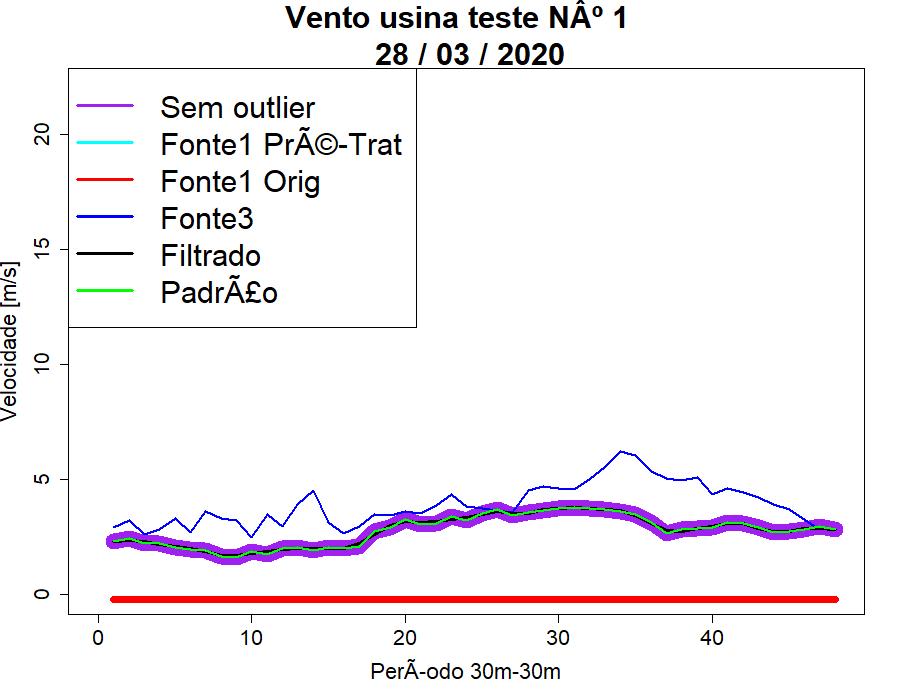 Vento usina teste NÂº 1
28 / 03 / 2020
Sem outlier
Fonte1 PrÃ©-Trat
Fonte1 Orig
Fonte3
Filtrado
PadrÃ£o
Velocidade [m/s]
20
15
10
5
0
0 10 20 30 40
PerÃ-odo 30m-30m